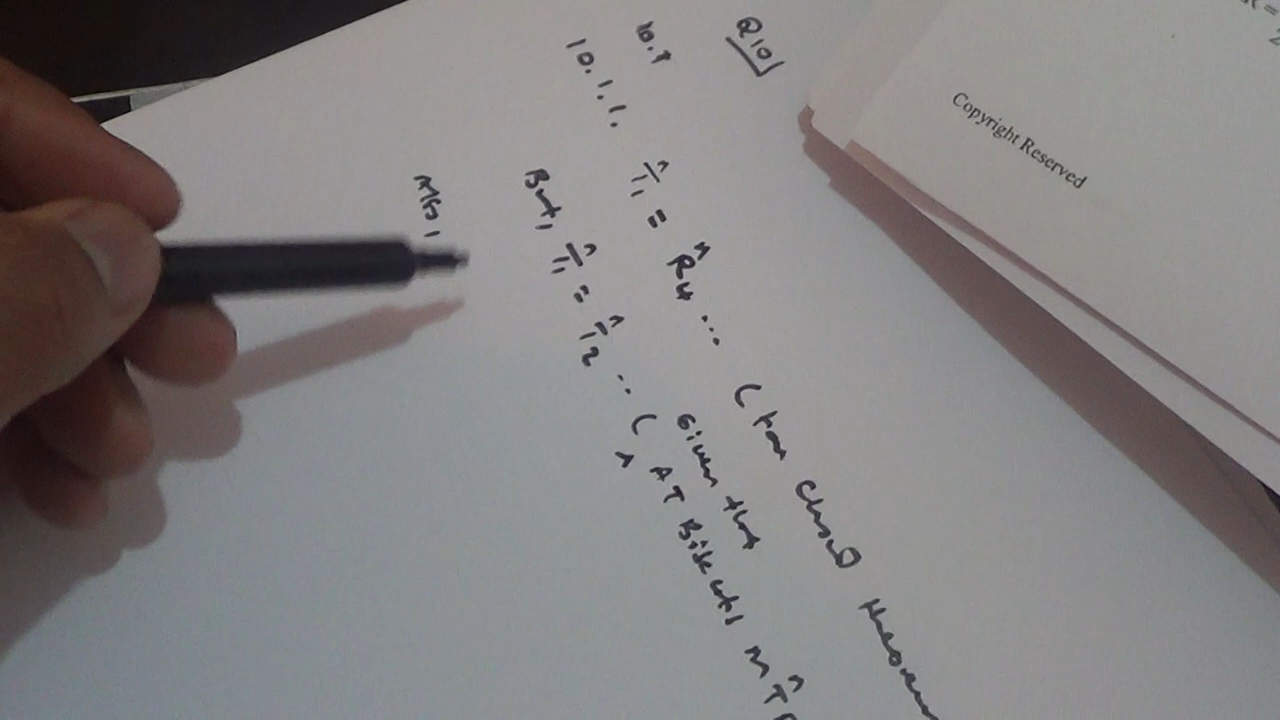 Q10
10.1
10.1.1. T̂₁ = R̂₄ ... (tan chord theorem
Given that
But, T̂₁ = T̂₂ ... ( AT Bisects M T̂ P
Also,
Copyright Reserved